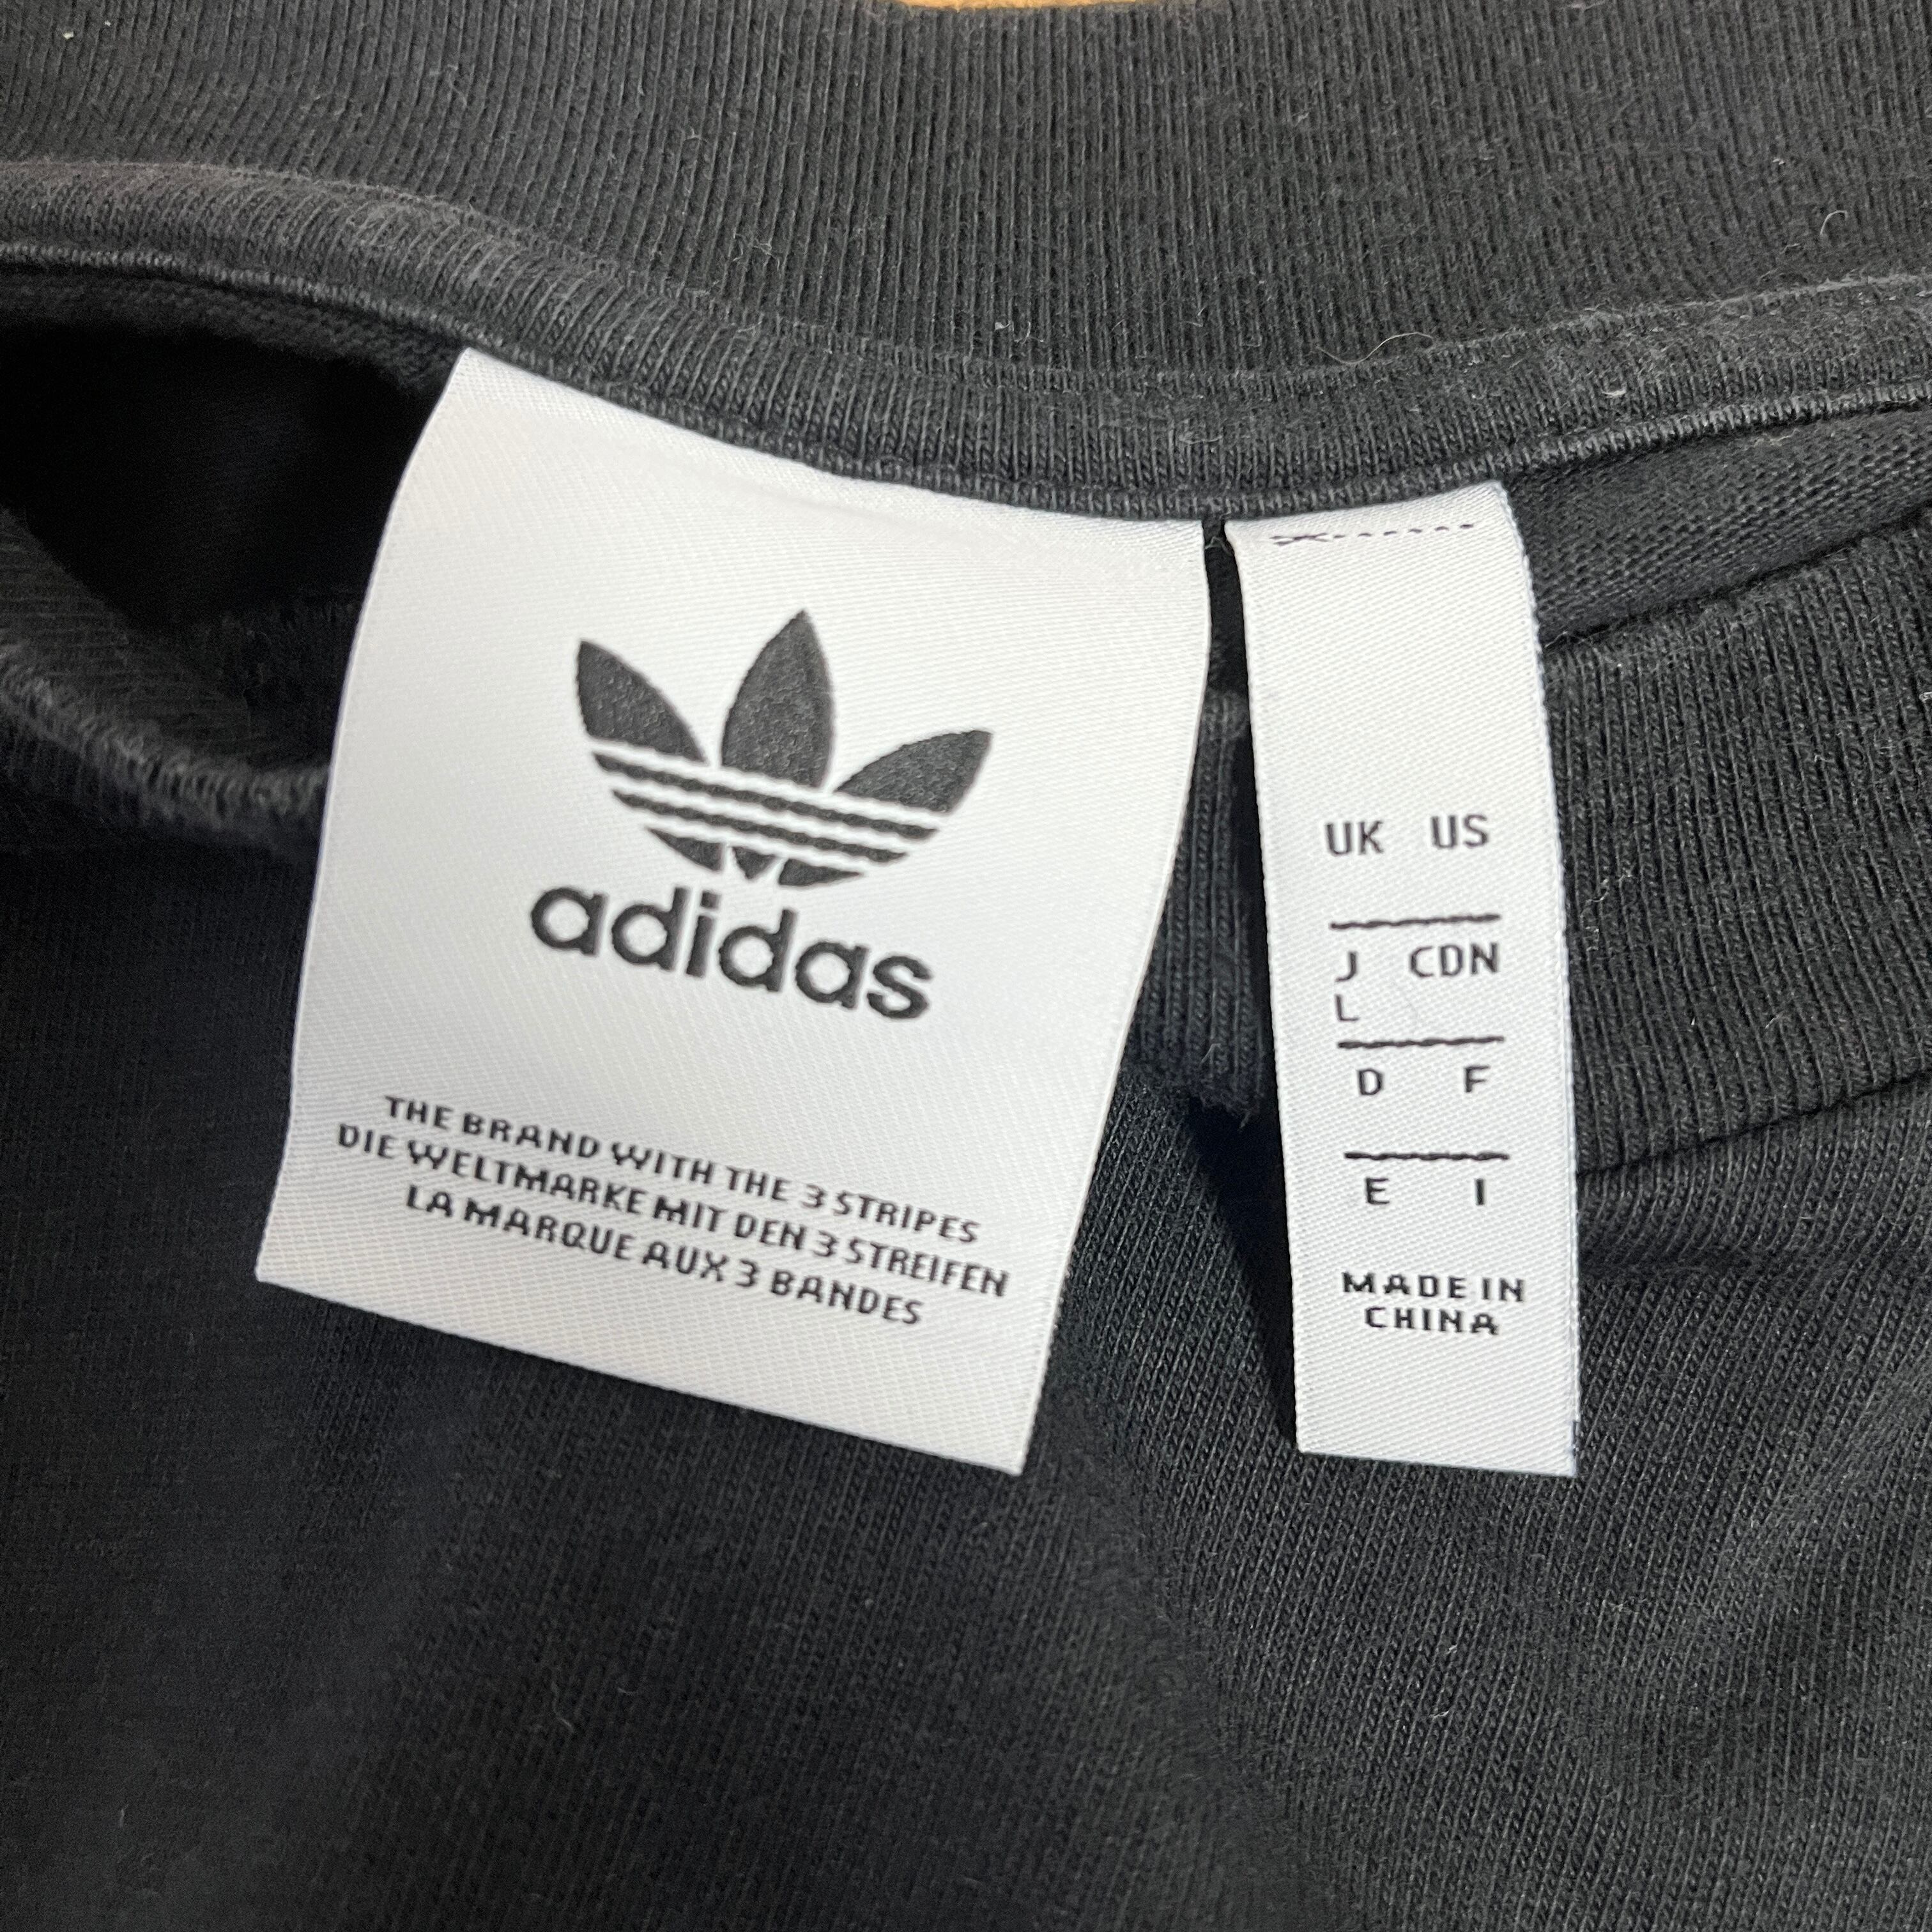 adidas
THE BRAND WITH THE 3 STRIPES
DIE WELTMARKE MIT DEN 3 STREIFEN
LA MARQUE AUX 3 BANDES
UK US
J CDN
L
D F
E I
MADE IN
CHINA